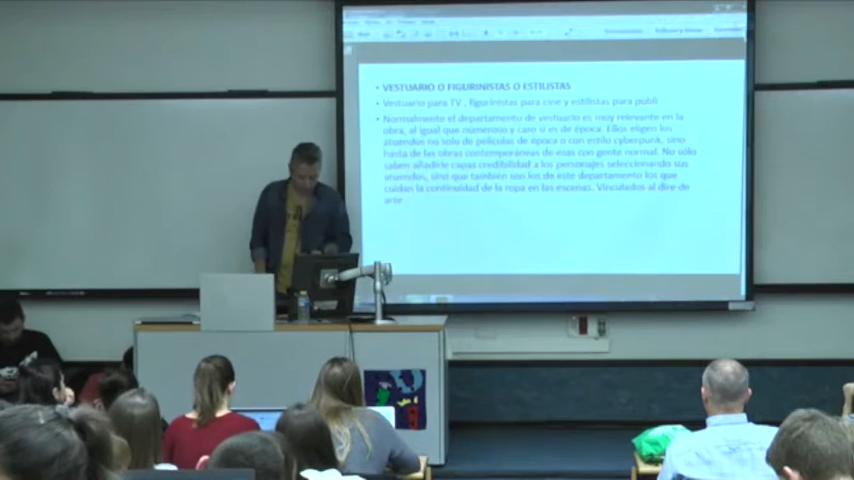 • VESTUARIO O FIGURINISTAS O ESTILISTAS
• Vestuario para TV , figurinistas para cine y estilistas para publi
• Normalmente el departamento de vestuario es muy relevante en la
obra, al igual que numeroso y caro si es de época. Ellos eligen los
atuendos no solo de películas de época o con estilo cyberpunk, sino
hasta de las obras contemporáneas de esas con gente normal. No sólo
saben añadirle capas credibilidad a los personajes seleccionando sus
atuendos, sino que también son los de este departamento los que
cuidan la continuidad de la ropa en las escenas. Vinculados al dire de
arte